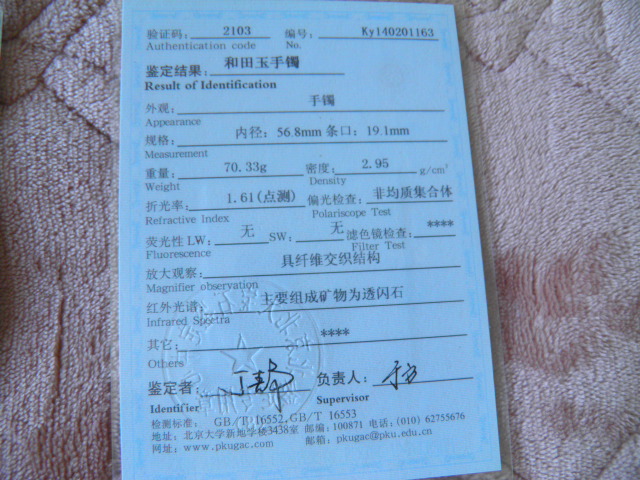 验证码: 2103 编号: Ky140201163
Authentication code No.
鉴定结果: 和田玉手镯
Result of Identification
外观: 手镯
Appearance
规格: 内径: 56.8mm 条口: 19.1mm
Measurement
重量: 70.33g 密度: 2.95 g/cm³
Weight Density
折光率: 1.61(点测) 偏光检查: 非均质集合体
Refractive Index Polariscope Test
荧光性 LW: 无 SW: 无 滤色镜检查: ****
Fluorescence Filter Test
放大观察: 具纤维交织结构
Magnifier observation
红外光谱: 主要组成矿物为透闪石
Infrared Spectra
其它: ****
Others
鉴定者: 负责人:
Identifier Supervisor
检测标准: GB/T 16552,GB/T 16553
地址: 北京大学新地学楼3438室 邮编: 100871 电话: (010) 62755676
网址: www.pkugac.com 邮箱: pkugac@pku.edu.cn